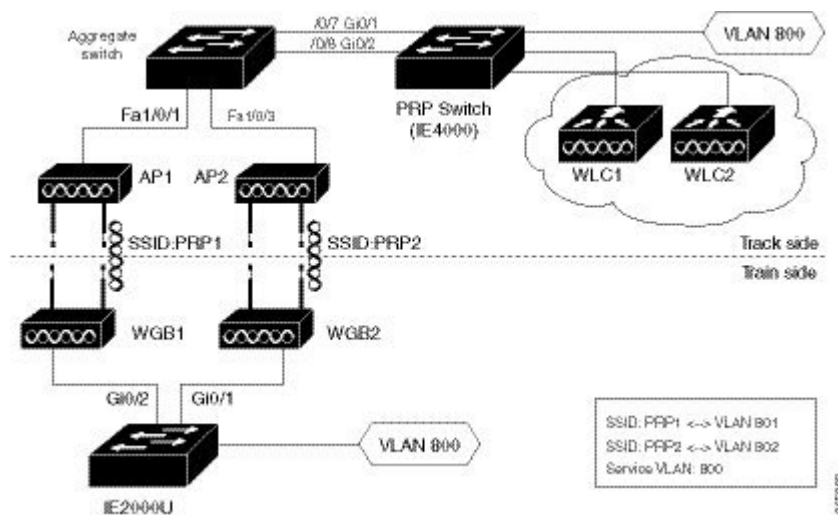 Aggregate
switch
/0/7 Gi0/1
/0/8 Gi0/2
VLAN 800
PRP Switch
(IE4000)
Fa1/0/1
Fa1/0/3
WLC1
WLC2
AP1
AP2
SSID:PRP1
SSID:PRP2
Track side
Train side
WGB1
WGB2
Gi0/2
Gi0/1
VLAN 800
IE2000U
SSID: PRP1 <--> VLAN 801
SSID: PRP2 <--> VLAN 802
Service VLAN: 800